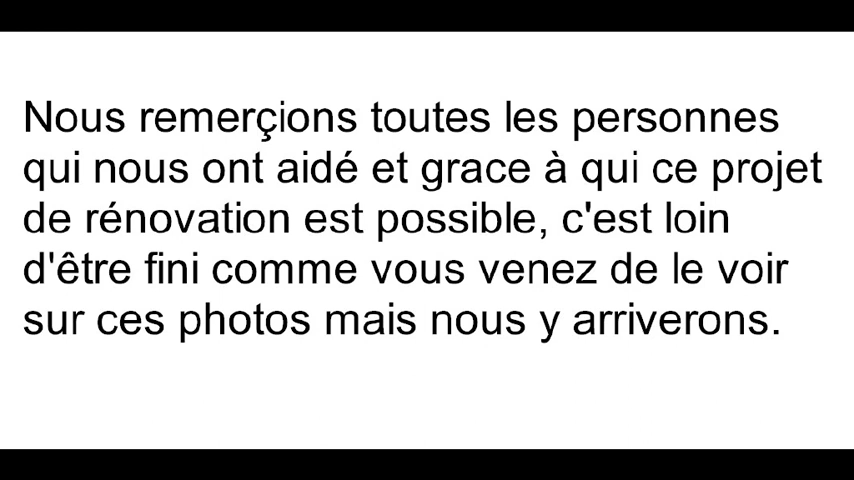 Nous remerçions toutes les personnes
qui nous ont aidé et grace à qui ce projet
de rénovation est possible, c'est loin
d'être fini comme vous venez de le voir
sur ces photos mais nous y arriverons.